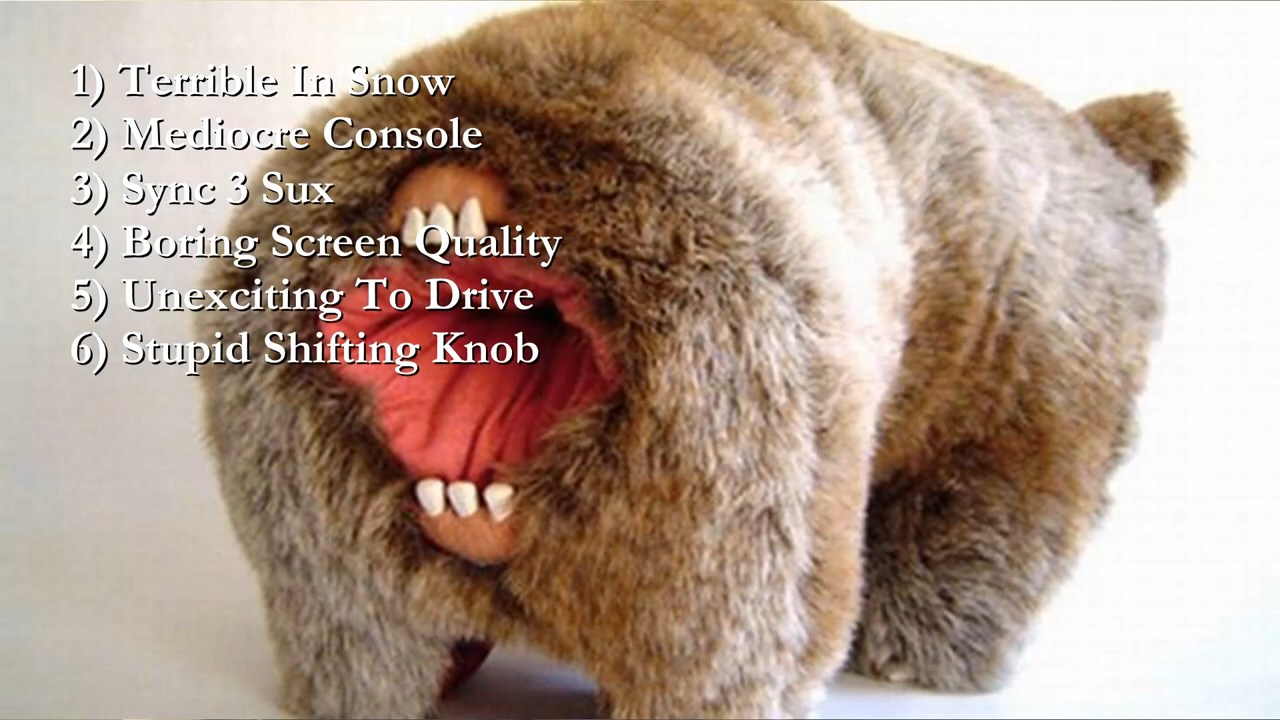 1) Terrible In Snow
2) Mediocre Console
3) Sync 3 Sux
4) Boring Screen Quality
5) Unexciting To Drive
6) Stupid Shifting Knob